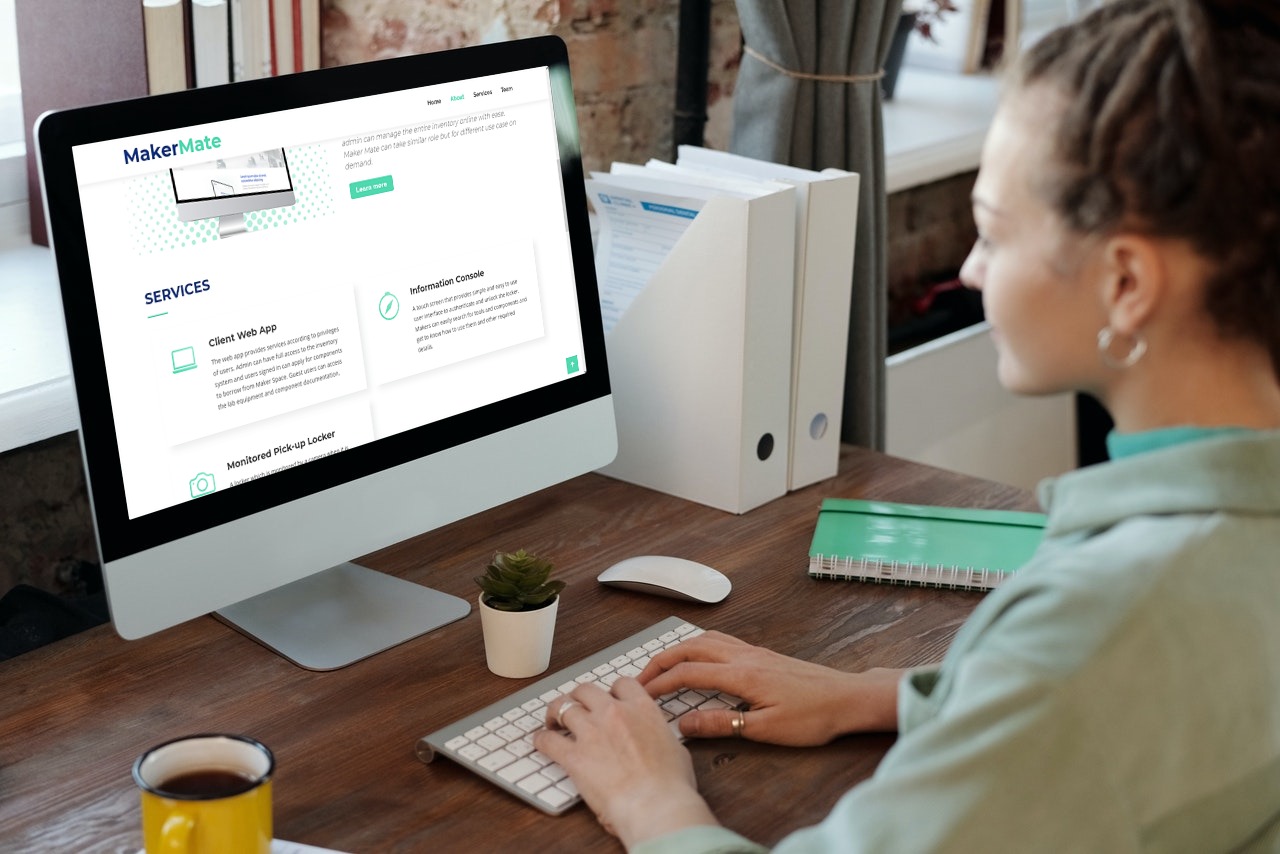 Home About Services Team
MakerMate
admin can manage the entire inventory online with ease.
Maker Mate can take similar role but for different use case on
demand.
Learn more
SERVICES
Client Web App
The web app provides services according to privileges
of users. Admin can have full access to the inventory
system and users signed in can apply for components
to borrow from Maker Space. Guest users can access
the lab equipment and component documentation.
Information Console
A touch screen that provides simple and easy to use
user interface to authenticate and unlock the locker.
Makers can easily search for tools and components and
get to know how to use them and other required
details.
Monitored Pick-up Locker
A locker which is monitored by a camera when it is
PERSONAL